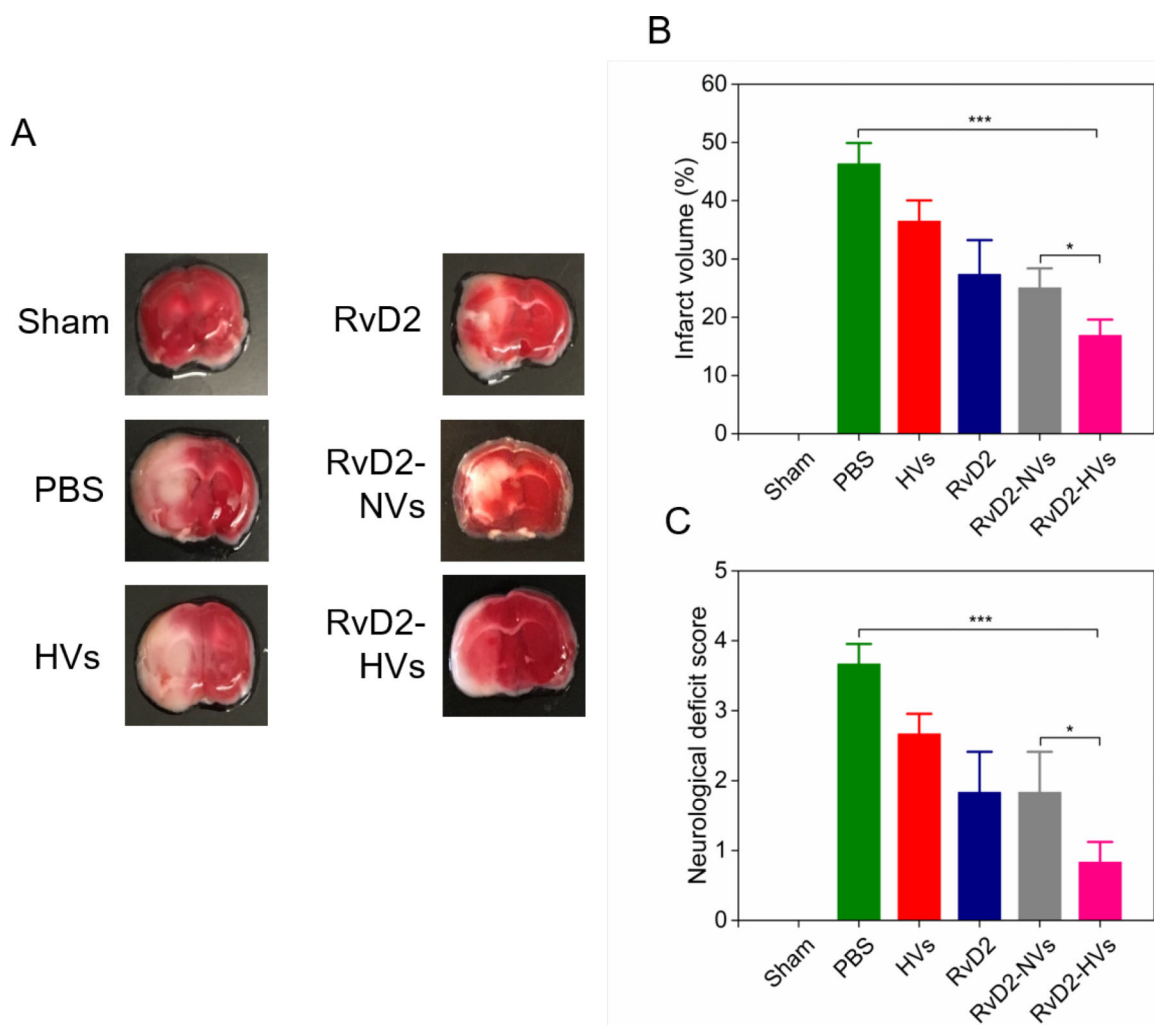 A
Sham
PBS
HVs
RvD2
RvD2-
NVs
RvD2-
HVs
B
Infarct volume (%)
60
50
40
30
20
10
0
***
*
Sham
PBS
HVs
RvD2
RvD2-NVs
RvD2-HVs
C
Neurological deficit score
5
4
3
2
1
0
***
*
Sham
PBS
HVs
RvD2
RvD2-NVs
RvD2-HVs